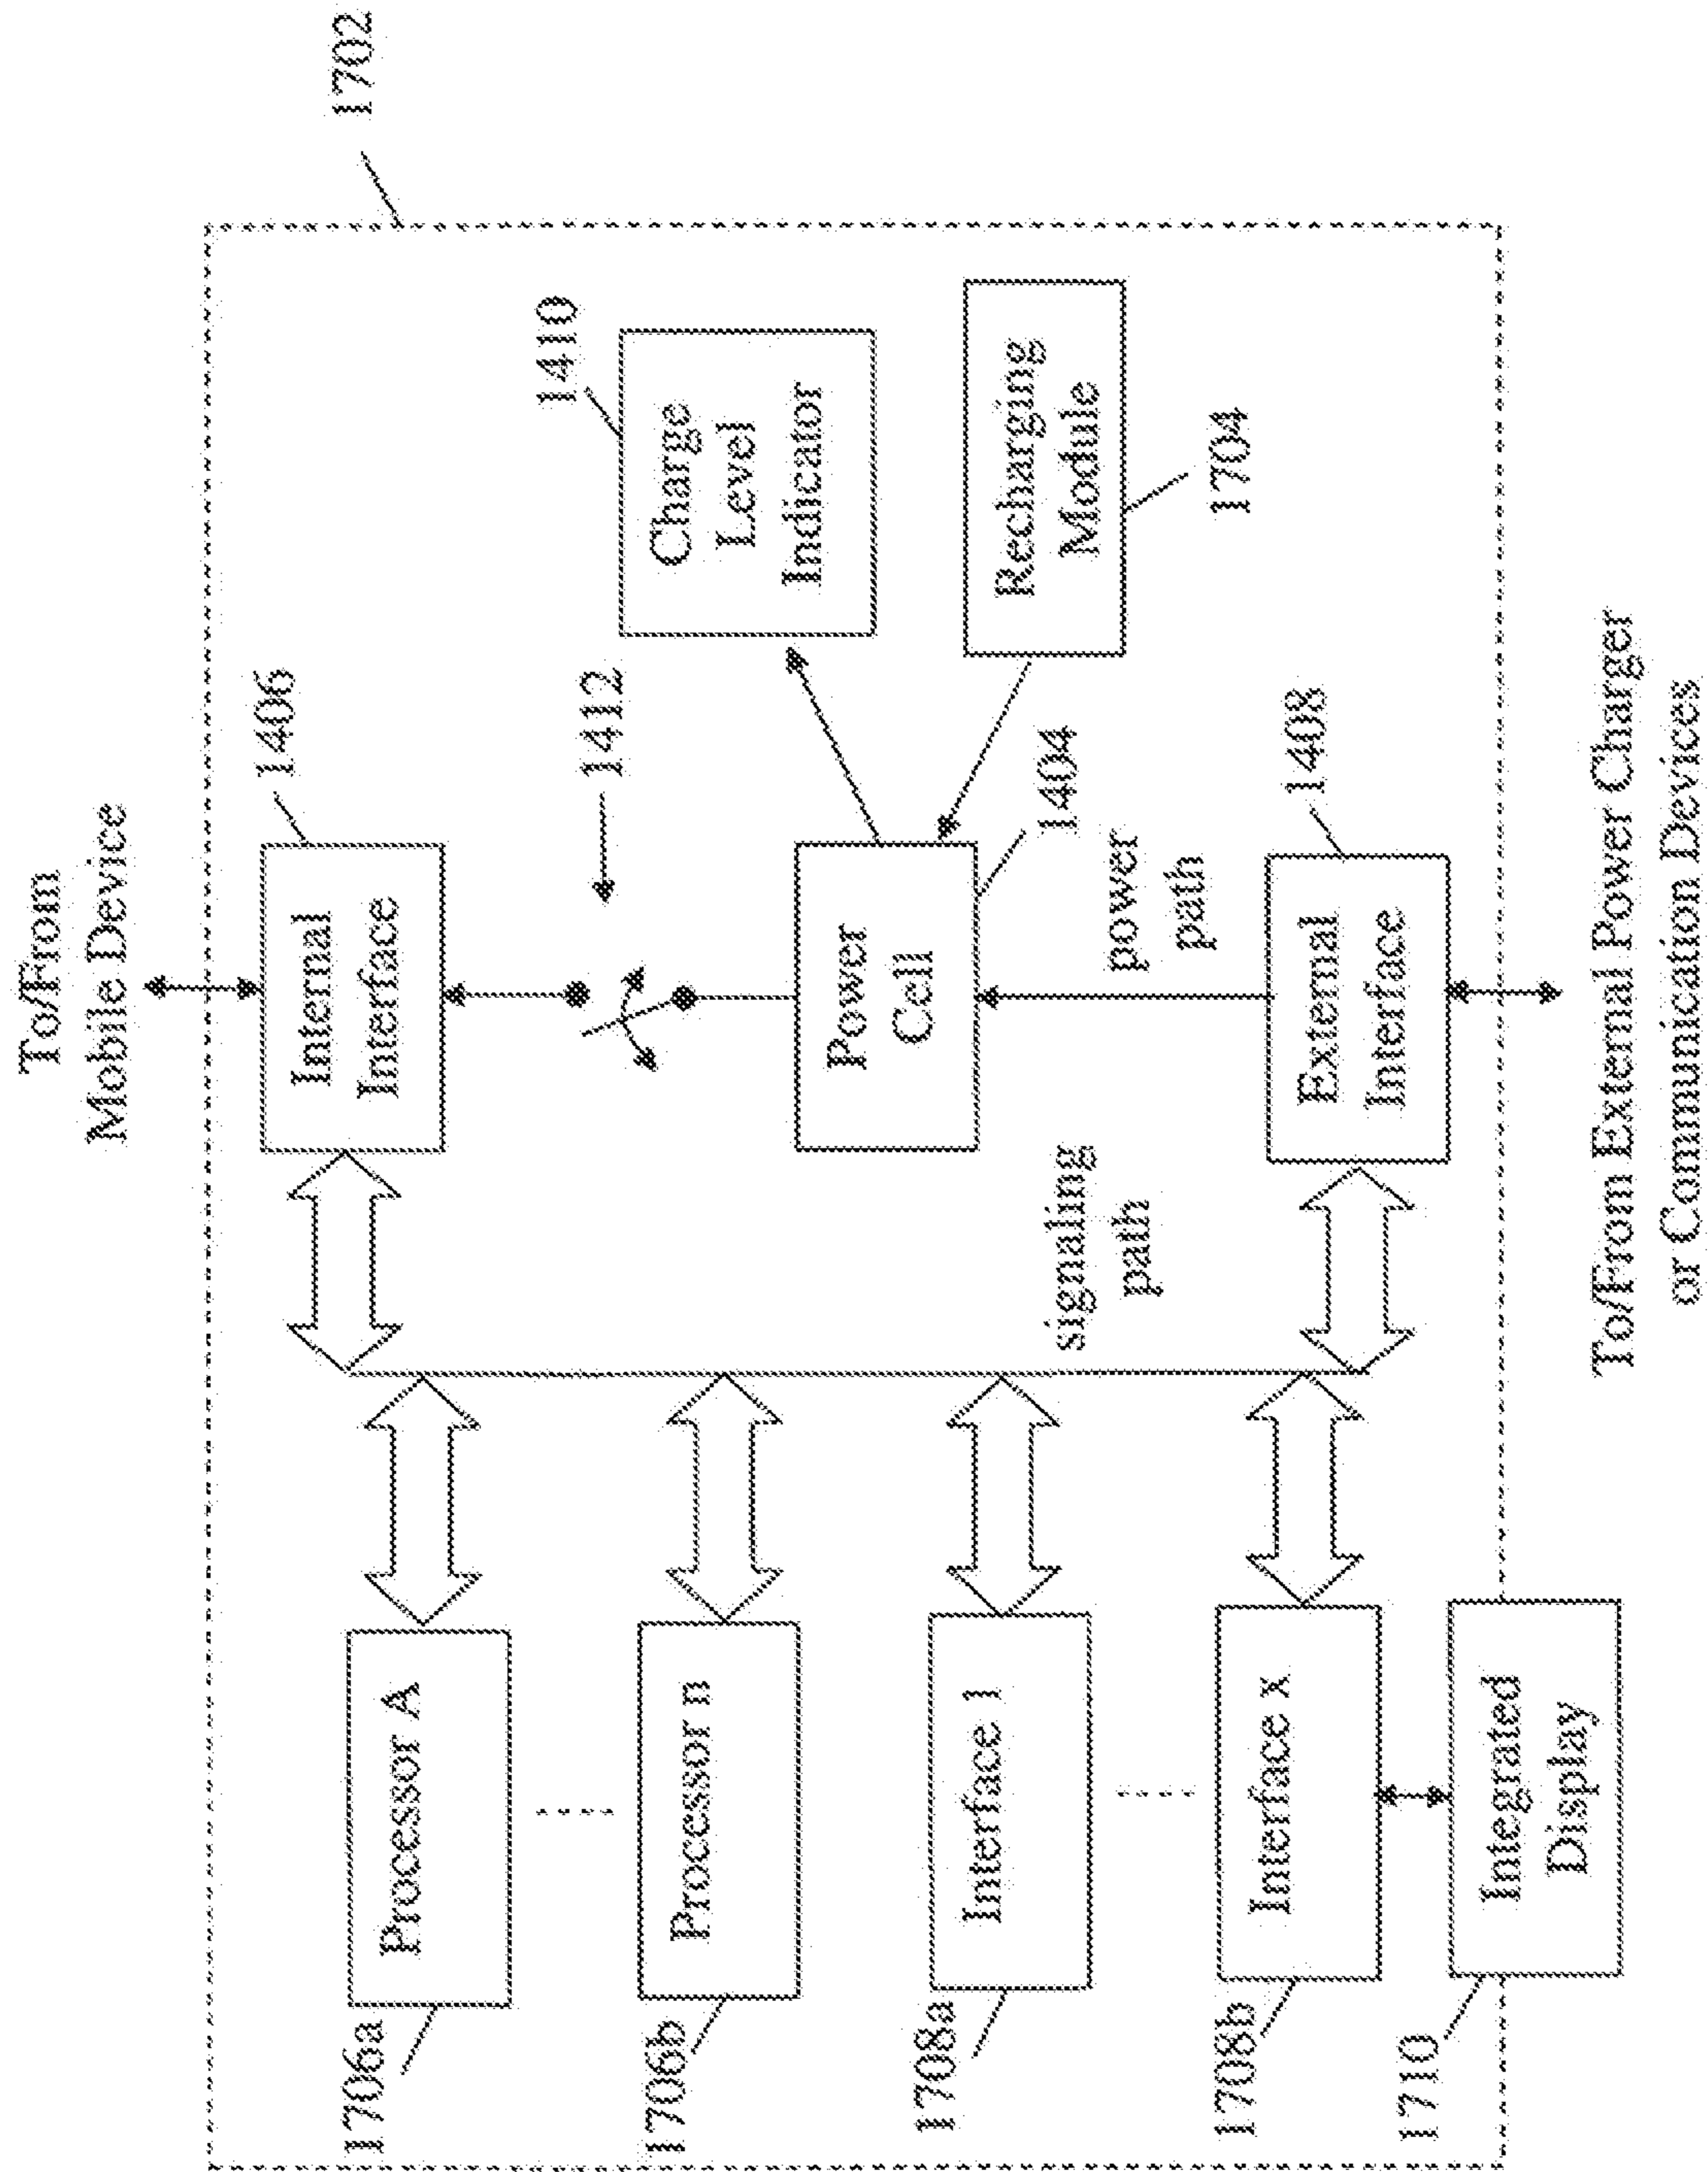 To/From
Mobile Device
1702
1406
Internal
Interface
1412
1410
Charge
Level
Indicator
Processor A
1706a
Processor n
1706b
Power
Cell
1404
Recharging
Module
1704
signaling
path
power
path
Interface 1
1708a
Interface x
1708b
External
Interface
1408
Integrated
Display
1710
To/From External Power Charger
or Communication Devices